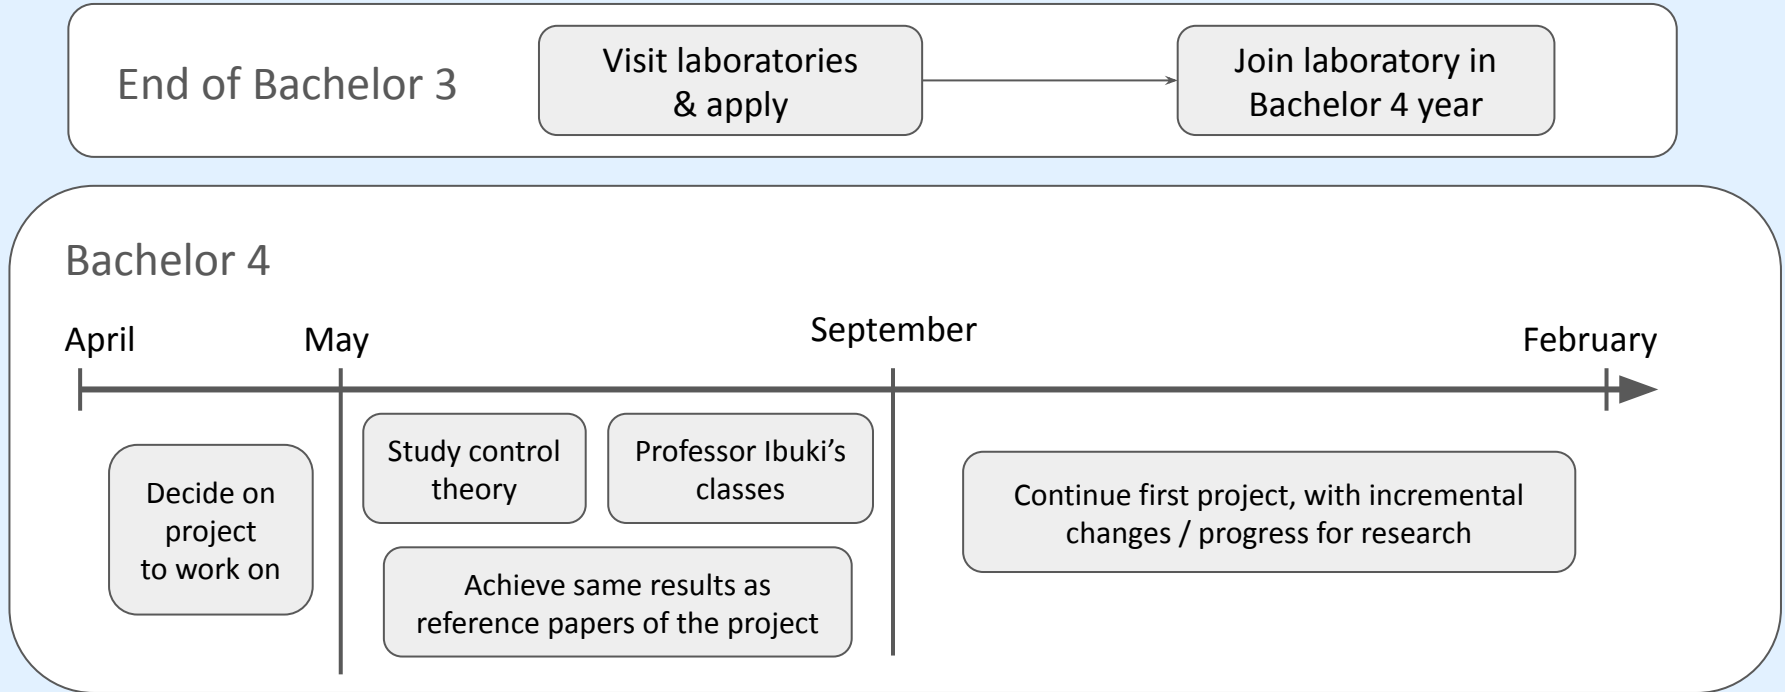 End of Bachelor 3
Visit laboratories
& apply
Join laboratory in
Bachelor 4 year
Bachelor 4
April
May
September
February
Decide on
project
to work on
Study control
theory
Professor Ibuki’s
classes
Achieve same results as
reference papers of the project
Continue first project, with incremental
changes / progress for research